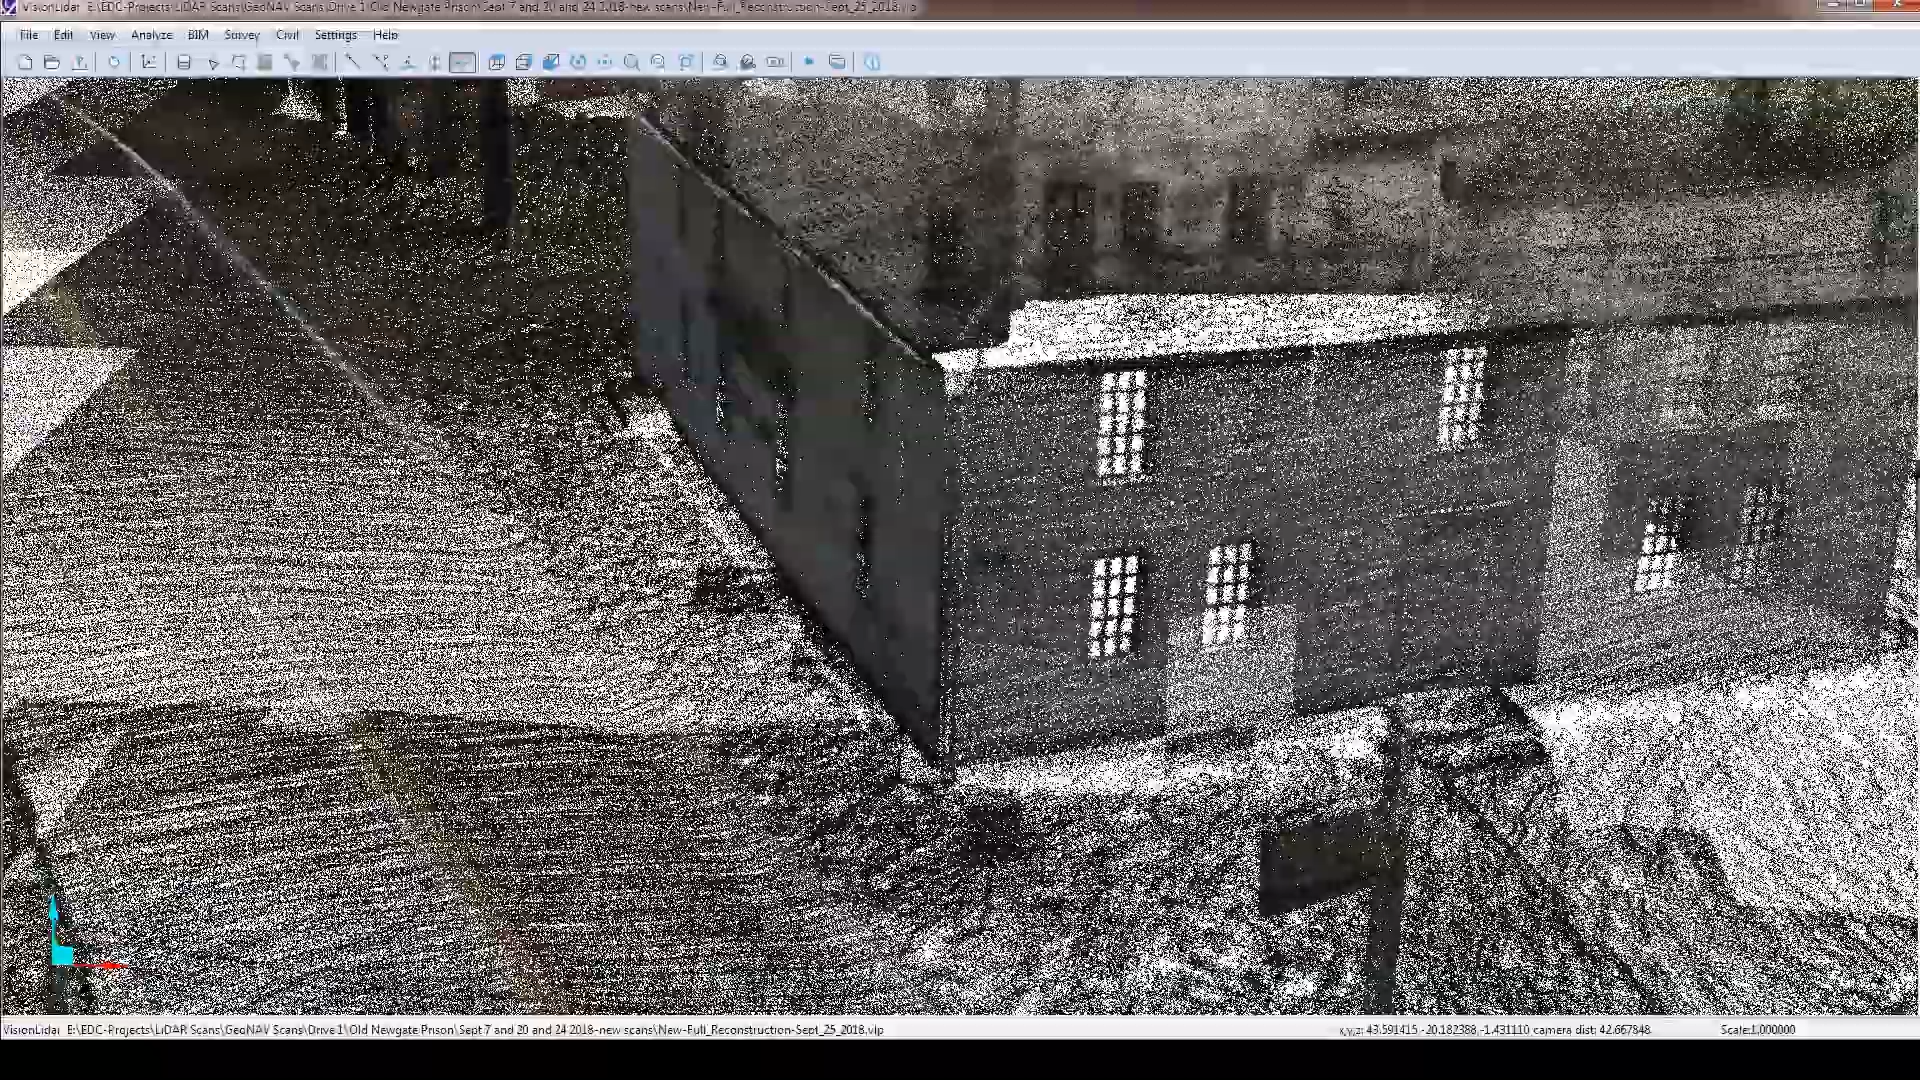 VisionLidar E:\EDC-Projects\LiDAR Scans\GeoNAV Scans\Drive 1\Old Newgate Prison\Sept 7 and 20 and 24 2018-new scans\New-Full_Reconstruction-Sept_25_2018.vlp
File Edit View Analyze BIM Survey Civil Settings Help
VisionLidar E:\EDC-Projects\LiDAR Scans\GeoNAV Scans\Drive 1\Old Newgate Prison\Sept 7 and 20 and 24 2018-new scans\New-Full_Reconstruction-Sept_25_2018.vlp
x,y,z: 43.591415,-20.182388,-1.431110 camera dist: 42.667848 Scale:1.000000